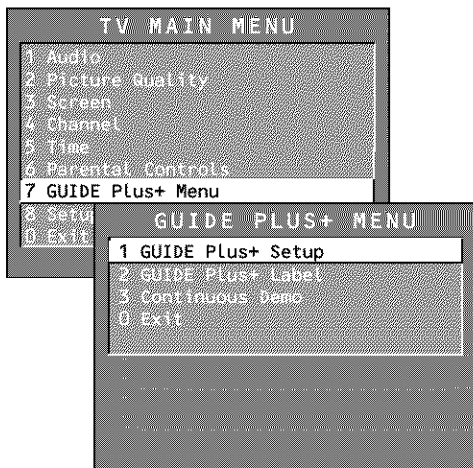 TV MAIN MENU
1 Audio
2 Picture Quality
3 Screen
4 Channel
5 Time
6 Parental Controls
7 GUIDE Plus+ Menu
8 Setup
0 Exit
GUIDE PLUS+ MENU
1 GUIDE Plus+ Setup
2 GUIDE Plus+ Label
3 Continuous Demo
0 Exit